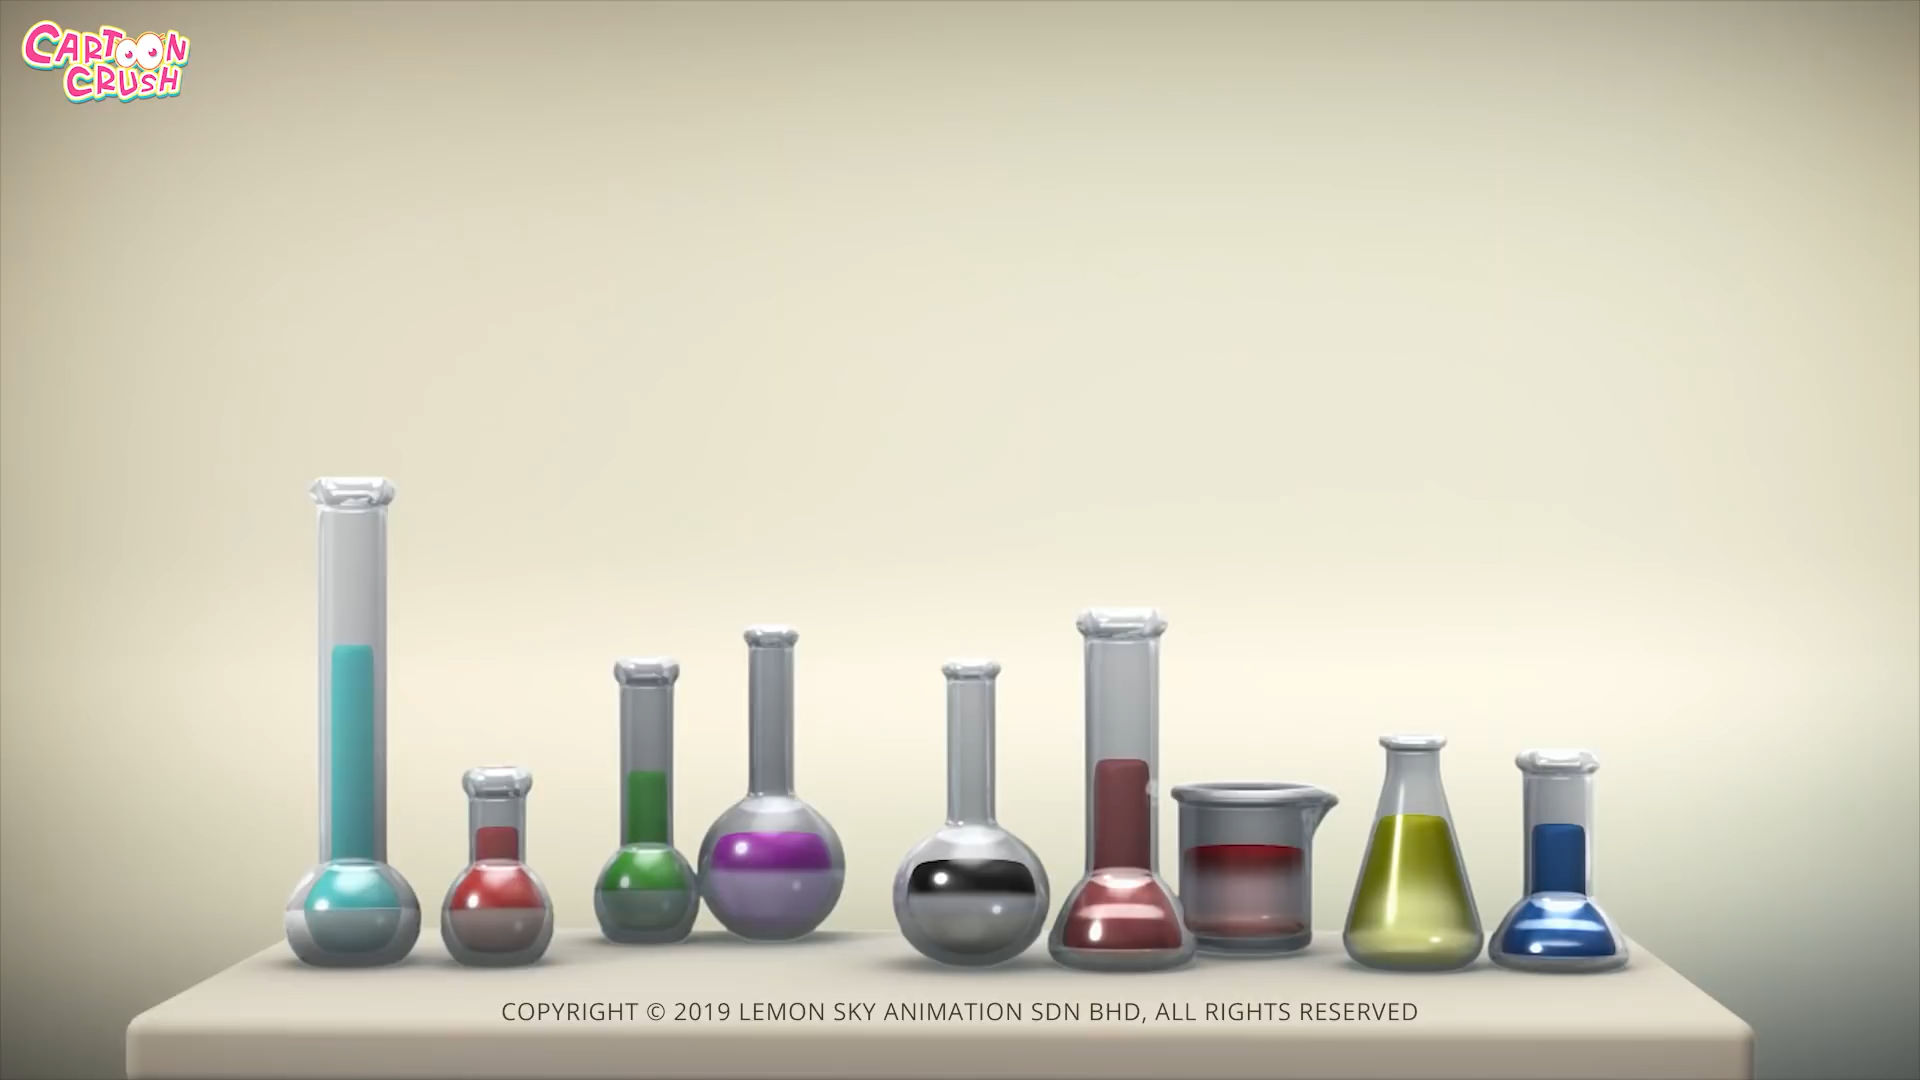 CARTOON
CRUSH
COPYRIGHT © 2019 LEMON SKY ANIMATION SDN BHD, ALL RIGHTS RESERVED